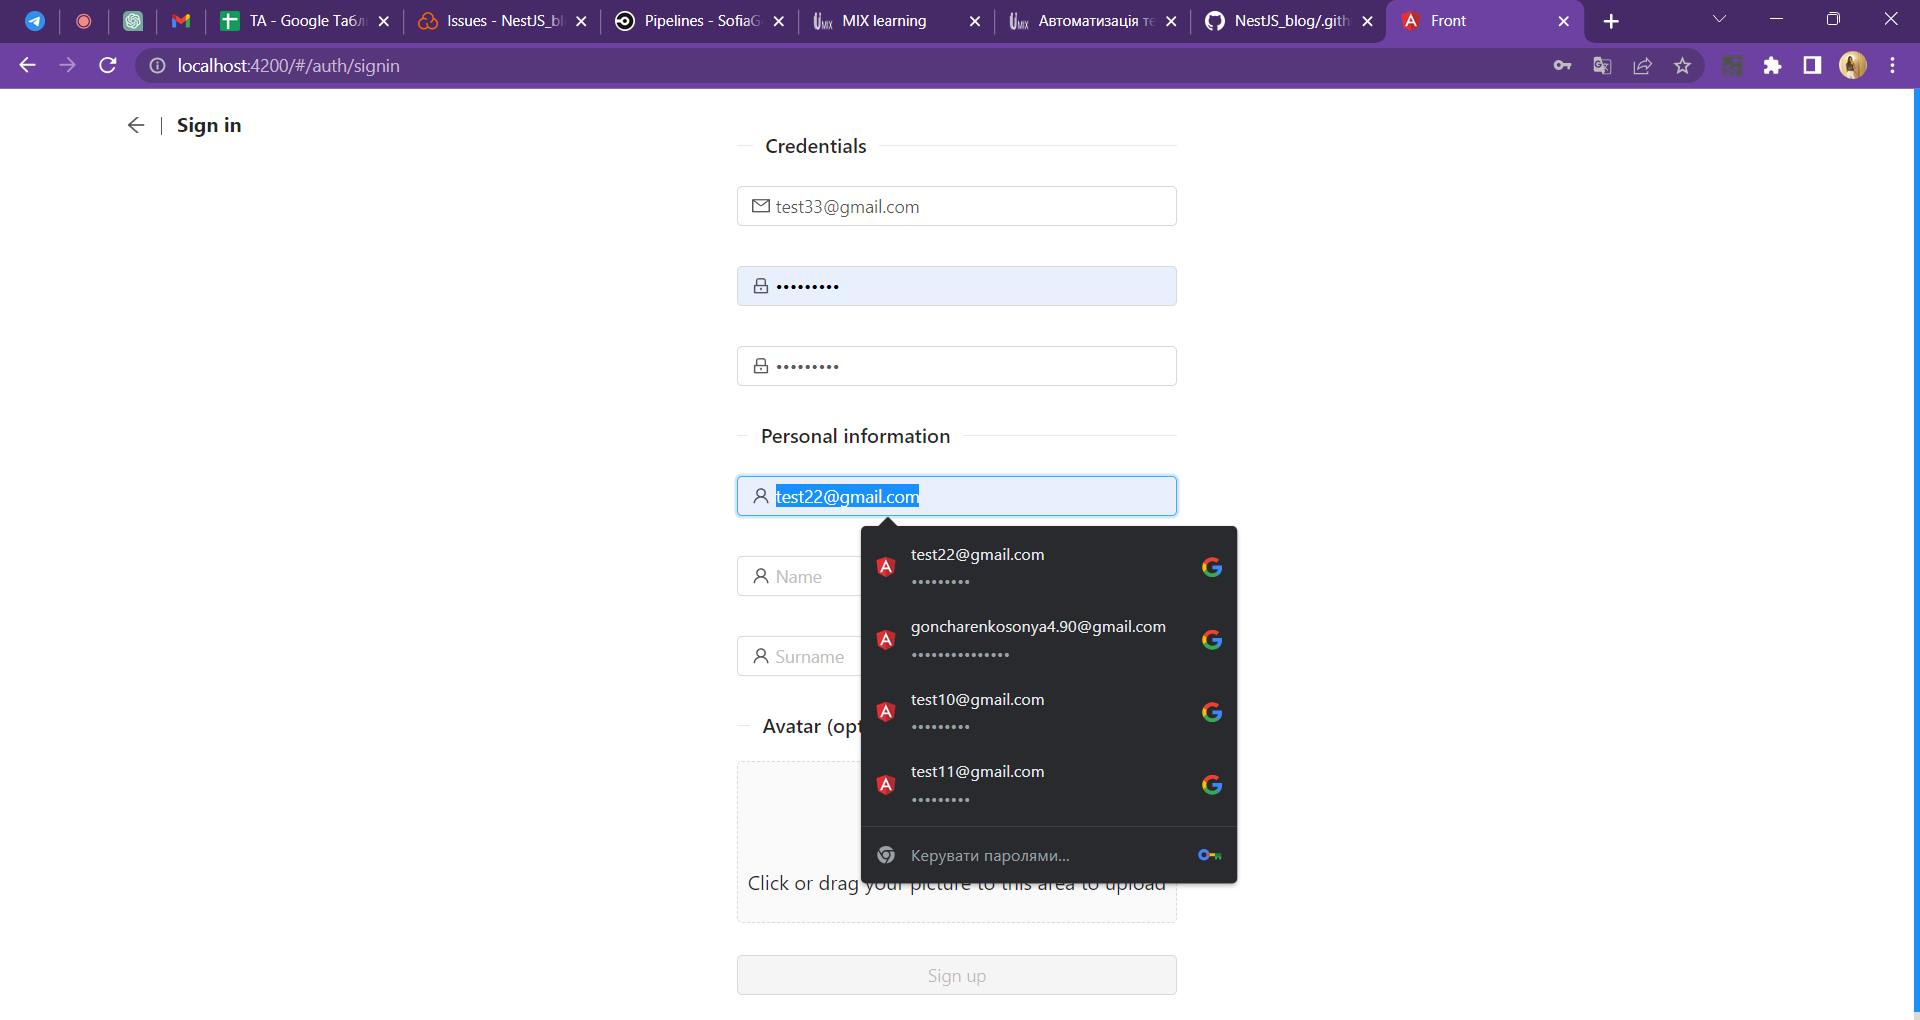 TA - Google Табл
Issues - NestJS_bl
Pipelines - SofiaG
MIX learning
Автоматизація те
NestJS_blog/.gith
Front
localhost:4200/#/auth/signin
Sign in
Credentials
test33@gmail.com
•••••••••
•••••••••
Personal information
test22@gmail.com
test22@gmail.com
•••••••••
Name
goncharenkosonya4.90@gmail.com
•••••••••••••••
Surname
test10@gmail.com
•••••••••
Avatar (opt
test11@gmail.com
•••••••••
Керувати паролями...
Click or drag your picture to this area to upload
Sign up